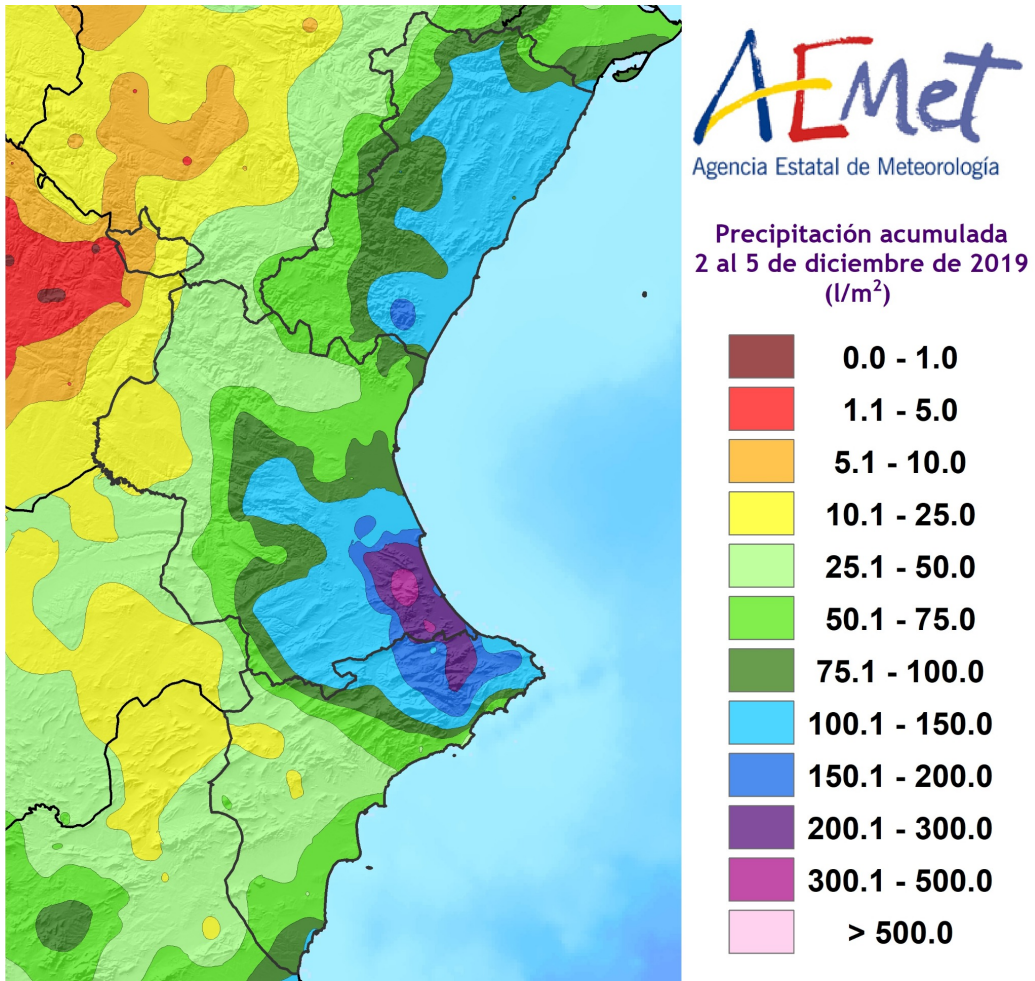 AEMet
Agencia Estatal de Meteorología
Precipitación acumulada
2 al 5 de diciembre de 2019
(l/m²)
0.0 - 1.0
1.1 - 5.0
5.1 - 10.0
10.1 - 25.0
25.1 - 50.0
50.1 - 75.0
75.1 - 100.0
100.1 - 150.0
150.1 - 200.0
200.1 - 300.0
300.1 - 500.0
> 500.0